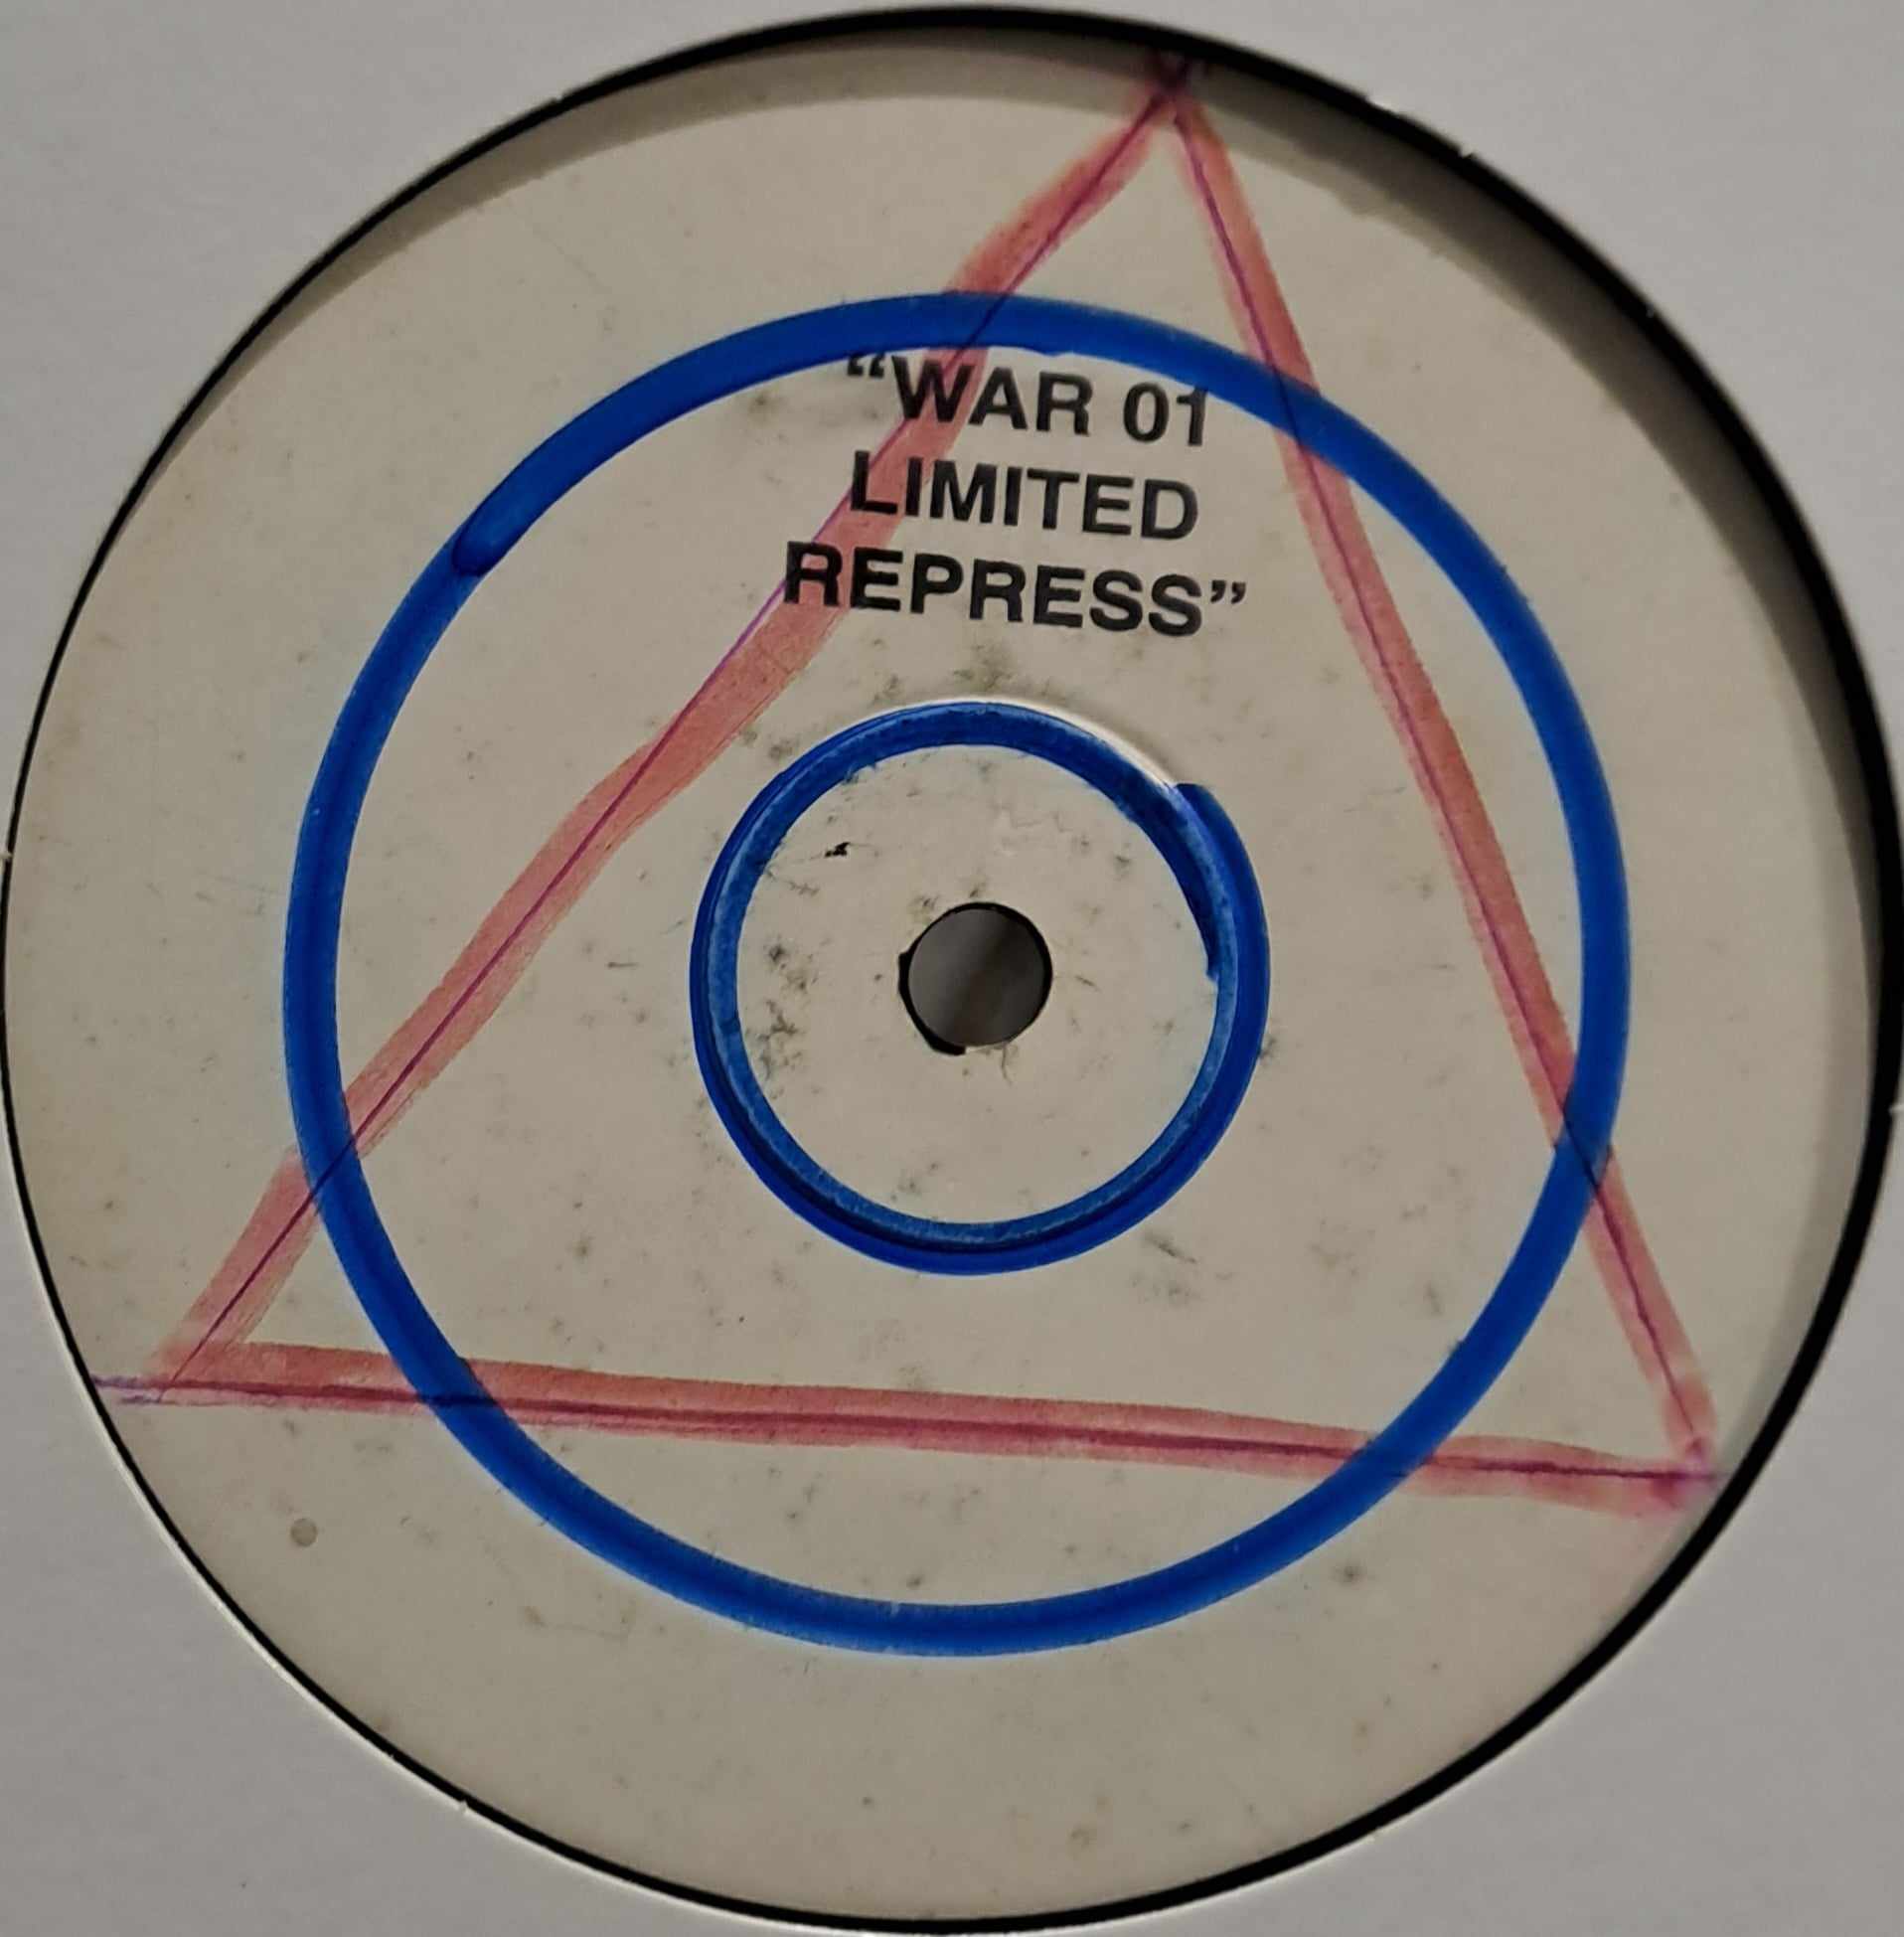 “WAR 01
LIMITED
REPRESS”